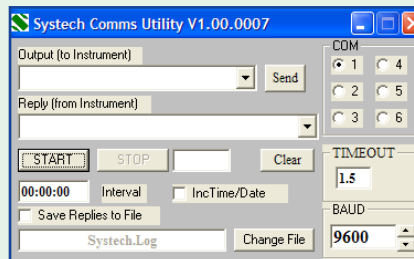 Systech Comms Utility V1.00.0007
Output (to Instrument)
Send
Reply (from Instrument)
COM
1 4
2 5
3 6
START STOP Clear
00:00:00 Interval IncTime/Date
Save Replies to File
Systech.Log Change File
TIMEOUT
1.5
BAUD
9600